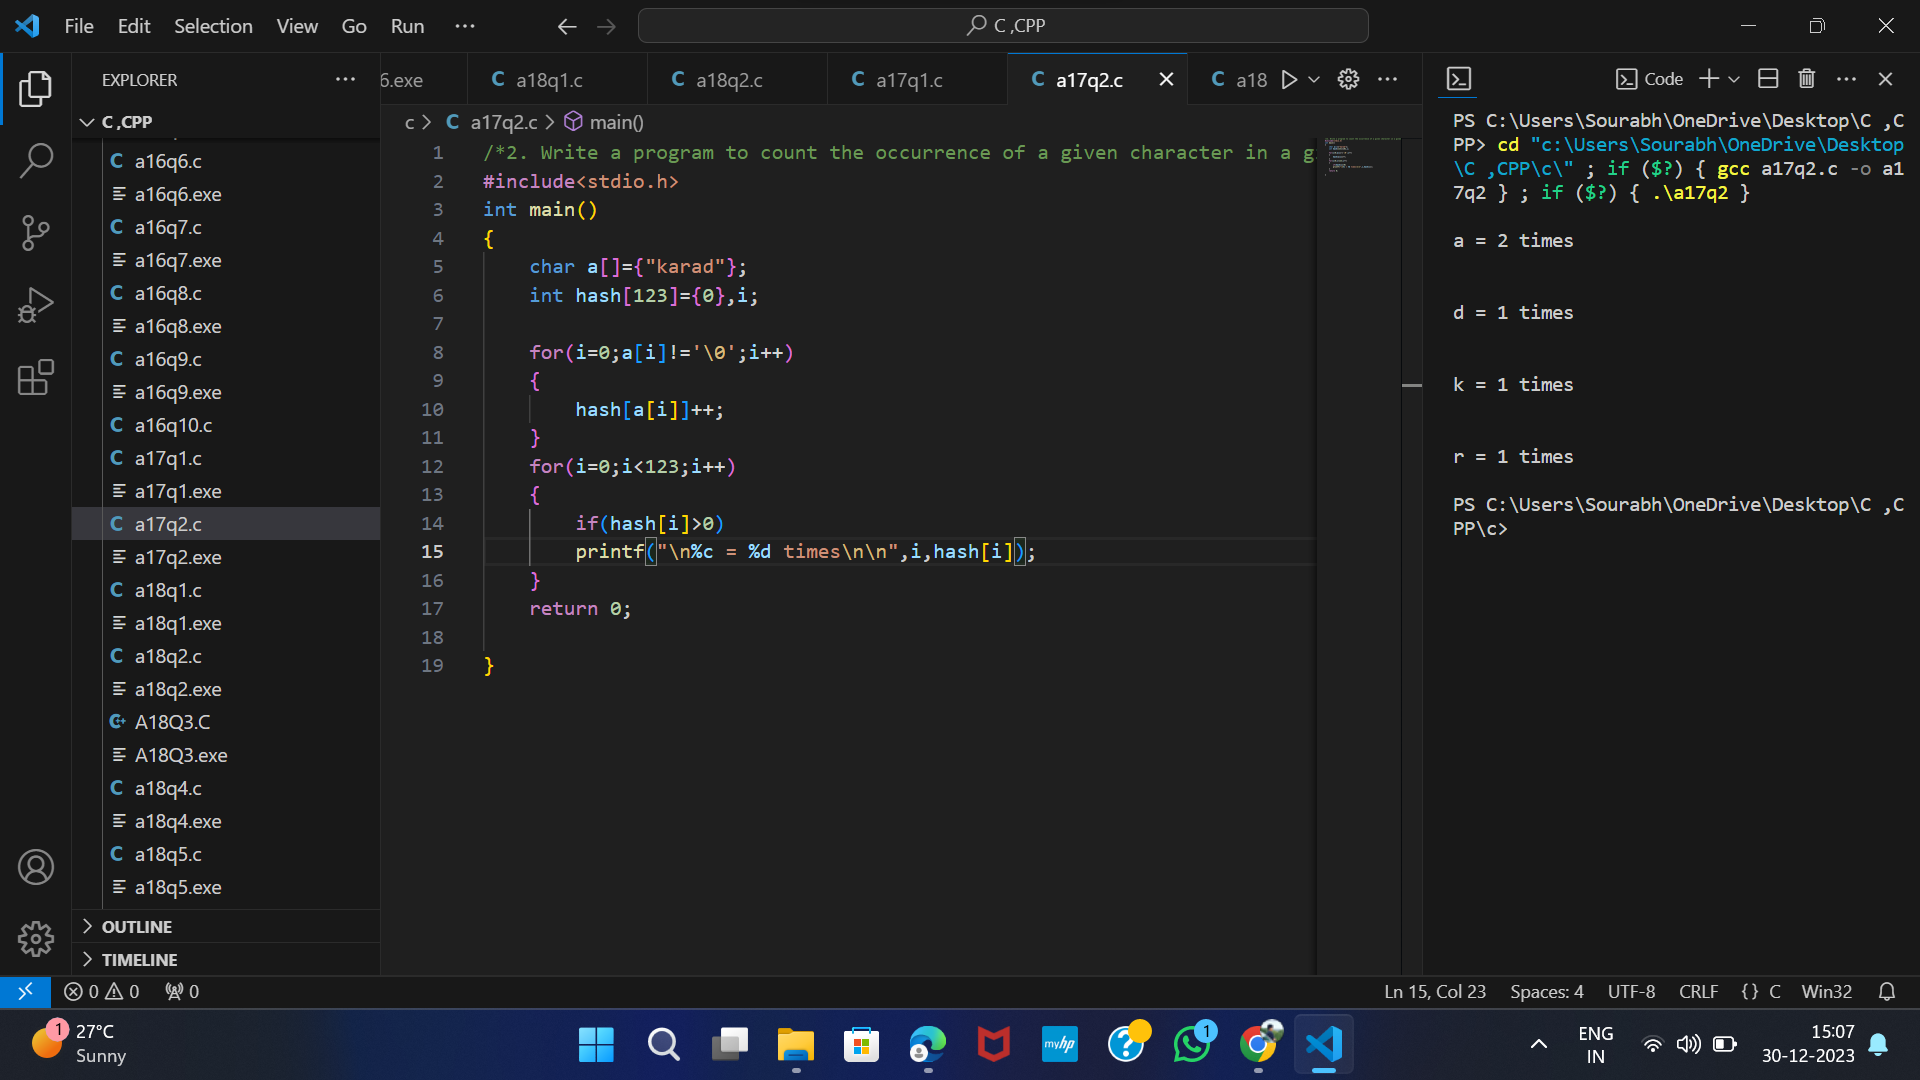 File Edit Selection View Go Run ···
C ,CPP
EXPLORER
C ,CPP
a16q6.c
a16q6.exe
a16q7.c
a16q7.exe
a16q8.c
a16q8.exe
a16q9.c
a16q9.exe
a16q10.c
a17q1.c
a17q1.exe
a17q2.c
a17q2.exe
a18q1.c
a18q1.exe
a18q2.c
a18q2.exe
A18Q3.C
A18Q3.exe
a18q4.c
a18q4.exe
a18q5.c
a18q5.exe
OUTLINE
TIMELINE
6.exe C a18q1.c C a18q2.c C a17q1.c C a17q2.c C a18
c > C a17q2.c > main()
1 /*2. Write a program to count the occurrence of a given character in a g
2 #include<stdio.h>
3 int main()
4 {
5 char a[]={"karad"};
6 int hash[123]={0},i;
7
8 for(i=0;a[i]!='\0';i++)
9 {
10 hash[a[i]]++;
11 }
12 for(i=0;i<123;i++)
13 {
14 if(hash[i]>0)
15 printf("\n%c = %d times\n\n",i,hash[i]);
16 }
17 return 0;
18
19 }
Code
PS C:\Users\Sourabh\OneDrive\Desktop\C ,C
PP> cd "c:\Users\Sourabh\OneDrive\Desktop
\C ,CPP\c\" ; if ($?) { gcc a17q2.c -o a1
7q2 } ; if ($?) { .\a17q2 }
a = 2 times
d = 1 times
k = 1 times
r = 1 times
PS C:\Users\Sourabh\OneDrive\Desktop\C ,C
PP\c>
0 0 0
Ln 15, Col 23 Spaces: 4 UTF-8 CRLF {} C Win32
1
27°C
Sunny
myhp
1
ENG
IN
15:07
30-12-2023